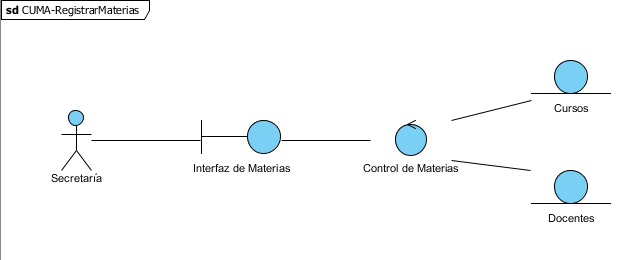 sd CUMA-RegistrarMaterias
Cursos
Secretaría
Interfaz de Materias
Control de Materias
Docentes